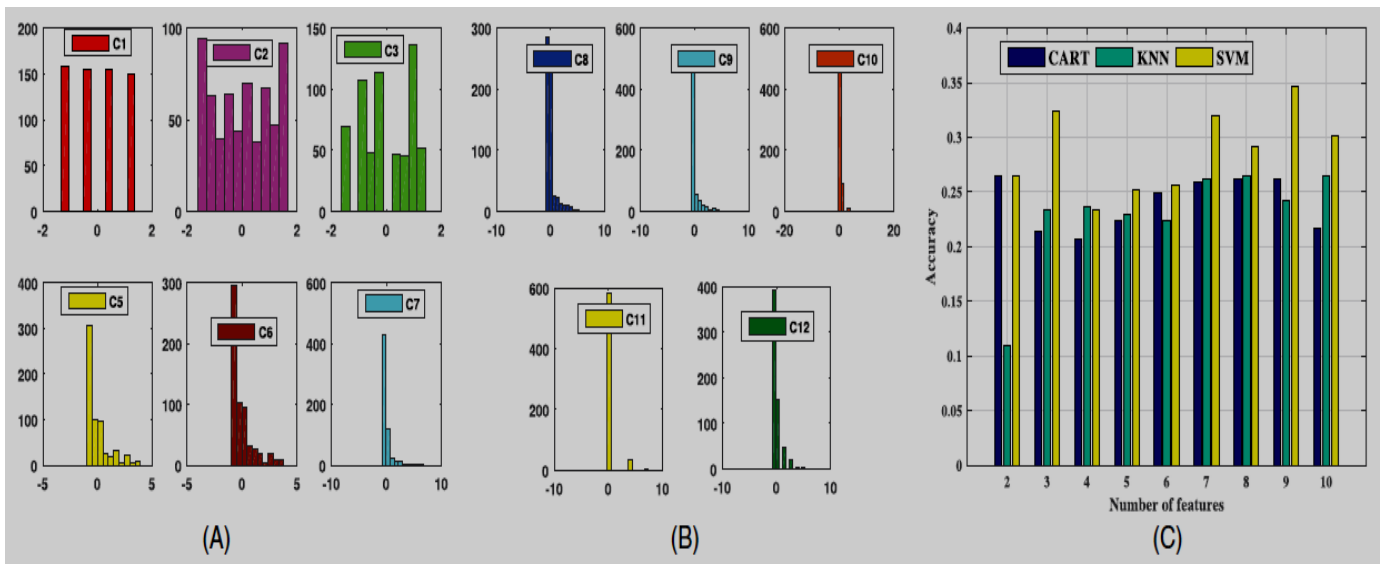 C1
200
150
100
50
0
-2 0 2
C2
100
50
0
-2 0 2
C3
150
100
50
0
-2 0 2
C5
400
300
200
100
0
-5 0 5
C6
300
200
100
0
-5 0 5
C7
600
400
200
0
-10 0 10
(A)
C8
300
200
100
0
-10 0 10
C9
600
400
200
0
-10 0 10
C10
600
400
200
0
-20 0 20
C11
600
400
200
0
-10 0 10
C12
400
300
200
100
0
-10 0 10
(B)
CART KNN SVM
0.4
0.35
0.3
0.25
0.2
0.15
0.1
0.05
0
Accuracy
2 3 4 5 6 7 8 9 10
Number of features
(C)